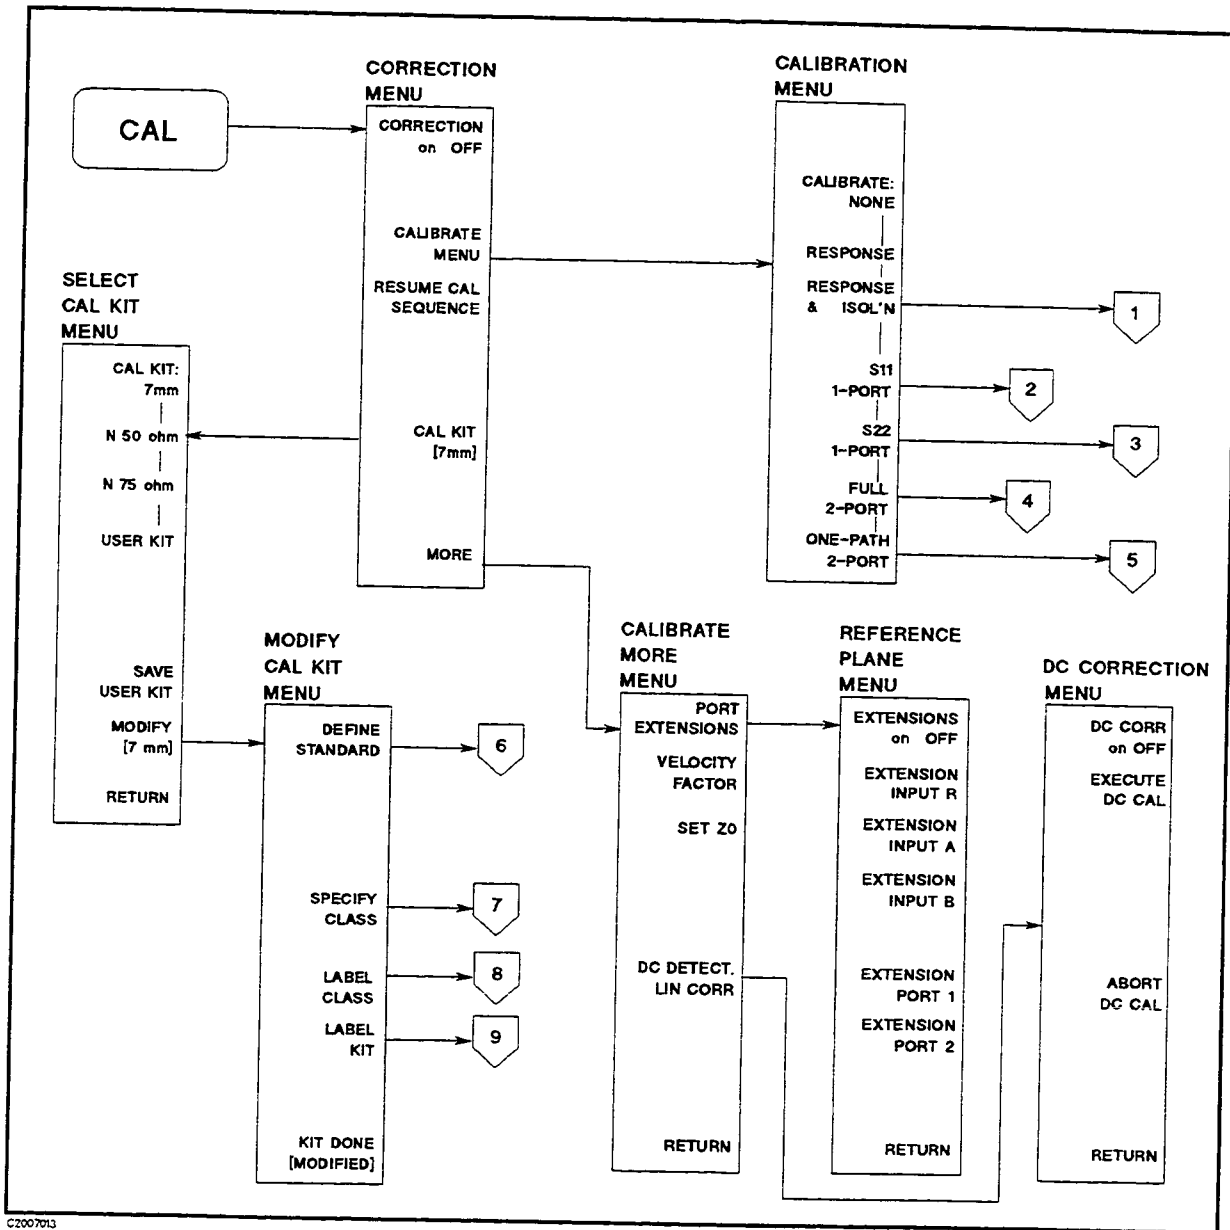 CAL
CORRECTION
MENU
CORRECTION
on OFF
CALIBRATE
MENU
RESUME CAL
SEQUENCE
CAL KIT
[7mm]
MORE
CALIBRATION
MENU
CALIBRATE:
NONE
RESPONSE
RESPONSE
& ISOL'N
S11
1-PORT
S22
1-PORT
FULL
2-PORT
ONE-PATH
2-PORT
1
2
3
4
5
SELECT
CAL KIT
MENU
CAL KIT:
7mm
N 50 ohm
N 75 ohm
USER KIT
SAVE
USER KIT
MODIFY
[7 mm]
RETURN
MODIFY
CAL KIT
MENU
DEFINE
STANDARD
SPECIFY
CLASS
LABEL
CLASS
LABEL
KIT
KIT DONE
[MODIFIED]
6
7
8
9
CALIBRATE
MORE
MENU
PORT
EXTENSIONS
VELOCITY
FACTOR
SET Z0
DC DETECT.
LIN CORR
RETURN
REFERENCE
PLANE
MENU
EXTENSIONS
on OFF
EXTENSION
INPUT R
EXTENSION
INPUT A
EXTENSION
INPUT B
EXTENSION
PORT 1
EXTENSION
PORT 2
RETURN
DC CORRECTION
MENU
DC CORR
on OFF
EXECUTE
DC CAL
ABORT
DC CAL
RETURN
C2007013